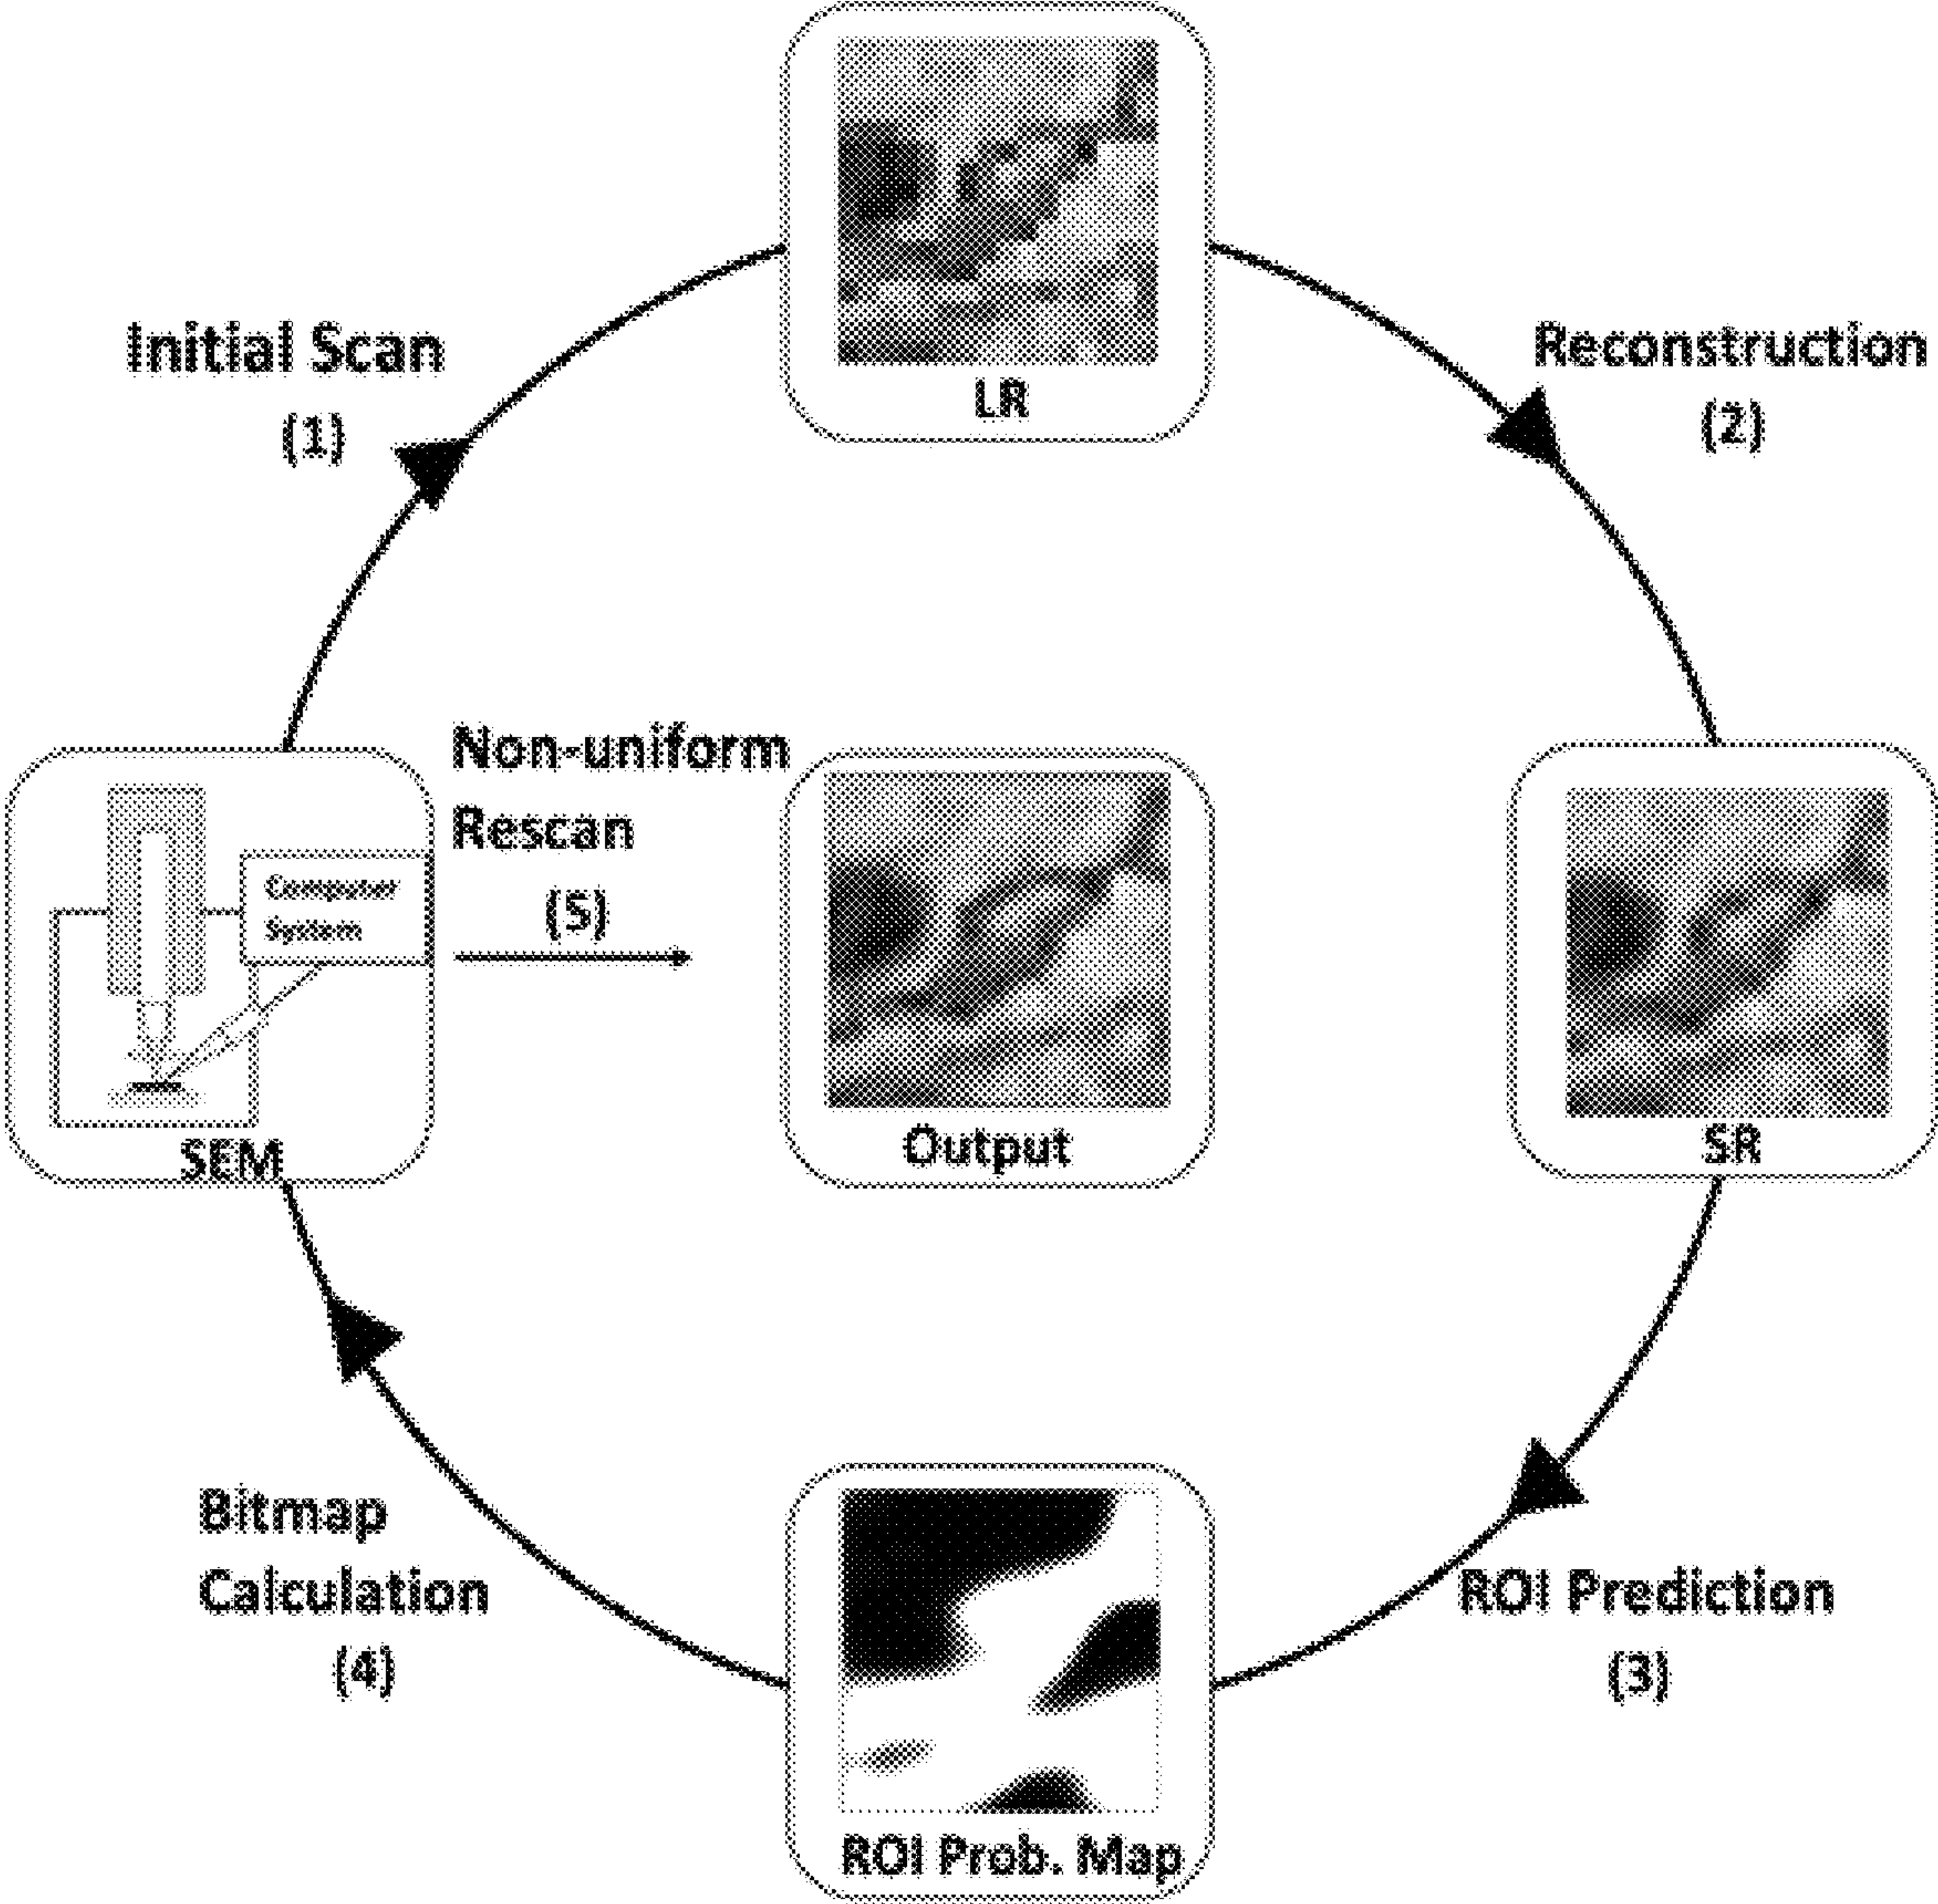 LR
Initial Scan
(1)
Reconstruction
(2)
Non-uniform
Rescan
(5)
Computer
System
SEM
Output
SR
Bitmap
Calculation
(4)
ROI Prediction
(3)
ROI Prob. Map